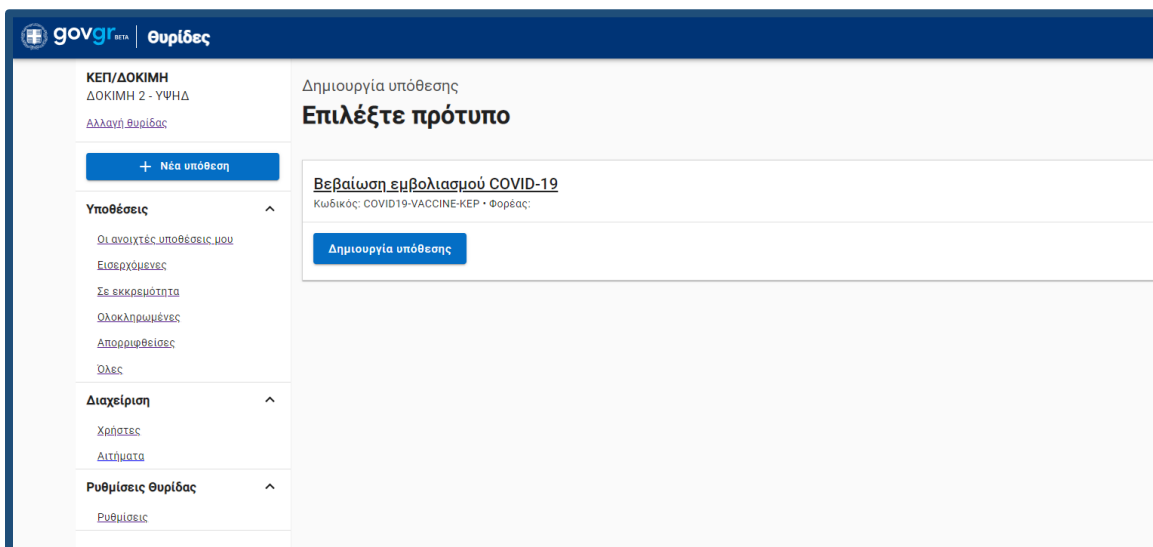 govgr BETA Θυρίδες
ΚΕΠ/ΔΟΚΙΜΗ
ΔΟΚΙΜΗ 2 - ΥΨΗΔ
Αλλαγή θυρίδας
+ Νέα υπόθεση
Υποθέσεις
Οι ανοιχτές υποθέσεις μου
Εισερχόμενες
Σε εκκρεμότητα
Ολοκληρωμένες
Απορριφθείσες
Όλες
Διαχείριση
Χρήστες
Αιτήματα
Ρυθμίσεις Θυρίδας
Ρυθμίσεις
Δημιουργία υπόθεσης
Επιλέξτε πρότυπο
Βεβαίωση εμβολιασμού COVID-19
Κωδικός: COVID19-VACCINE-KEP • Φορέας:
Δημιουργία υπόθεσης